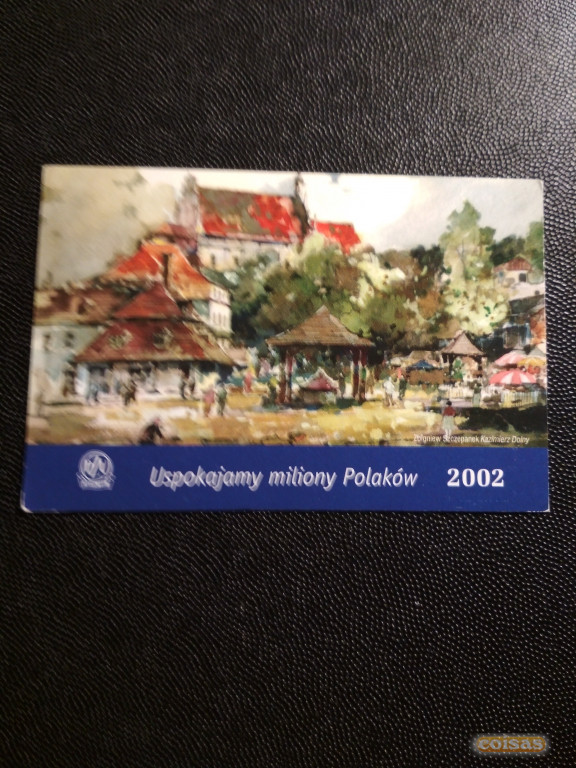 Zbigniew Szczepanek Kazimierz Dolny
Uspokajamy miliony Polaków 2002
coisas